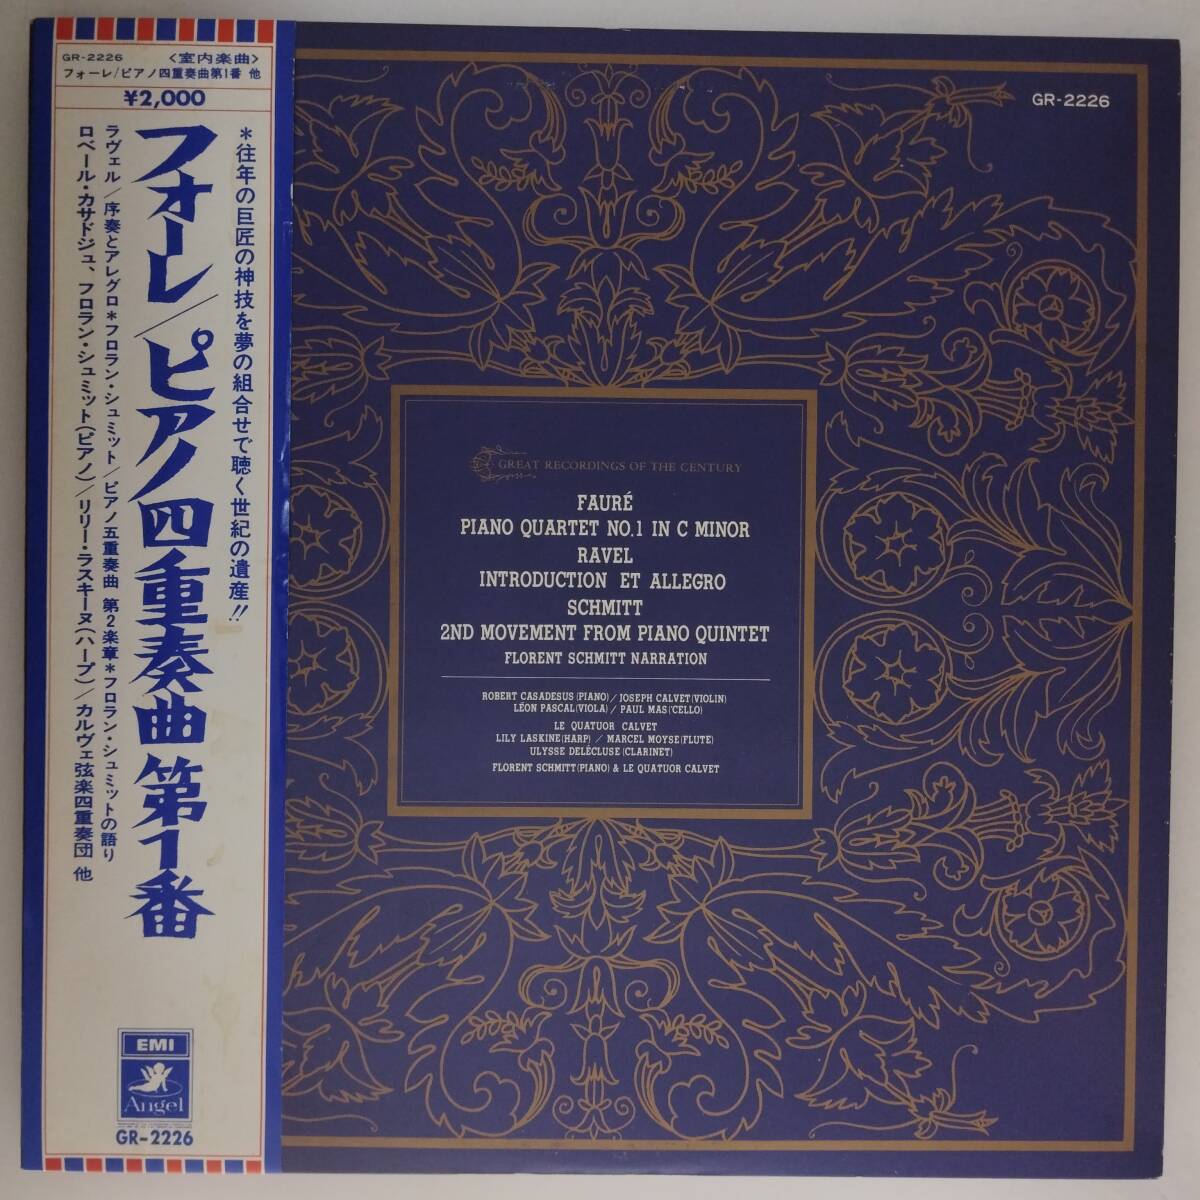 GR-2226 〈室内楽曲〉
フォーレ/ピアノ四重奏曲第1番 他
¥2,000
*往年の巨匠の神技を夢の組合せで聴く世紀の遺産!!
フォーレ/ピアノ四重奏曲 第1番
ラヴェル/序奏とアレグロ*フロラン・シュミット/ピアノ五重奏曲 第2楽章*フロラン・シュミットの語り
ロベール・カサドジュ、フロラン・シュミット(ピアノ)/リリー・ラスキーヌ(ハープ)/カルヴェ弦楽四重奏団 他
EMI
Angel
GR-2226
GR-2226
GREAT RECORDINGS OF THE CENTURY
FAURÉ
PIANO QUARTET NO.1 IN C MINOR
RAVEL
INTRODUCTION ET ALLEGRO
SCHMITT
2ND MOVEMENT FROM PIANO QUINTET
FLORENT SCHMITT NARRATION
ROBERT CASADESUS (PIANO) / JOSEPH CALVET (VIOLIN)
LÉON PASCAL (VIOLA) / PAUL MAS (CELLO)
LE QUATUOR CALVET
LILY LASKINE (HARP) / MARCEL MOYSE (FLUTE)
ULYSSE DELÉCLUSE (CLARINET)
FLORENT SCHMITT (PIANO) & LE QUATUOR CALVET